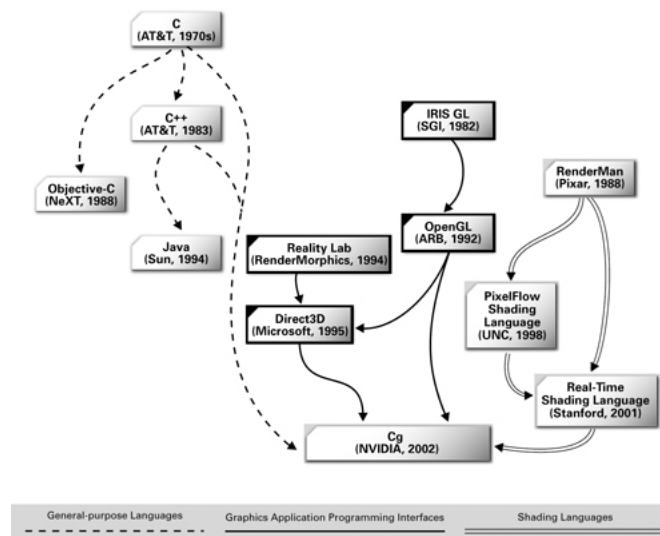 C
(AT&T, 1970s)
C++
(AT&T, 1983)
IRIS GL
(SGI, 1982)
Objective-C
(NeXT, 1988)
RenderMan
(Pixar, 1988)
Java
(Sun, 1994)
Reality Lab
(RenderMorphics, 1994)
OpenGL
(ARB, 1992)
Direct3D
(Microsoft, 1995)
PixelFlow
Shading
Language
(UNC, 1998)
Real-Time
Shading Language
(Stanford, 2001)
Cg
(NVIDIA, 2002)
General-purpose Languages
Graphics Application Programming Interfaces
Shading Languages